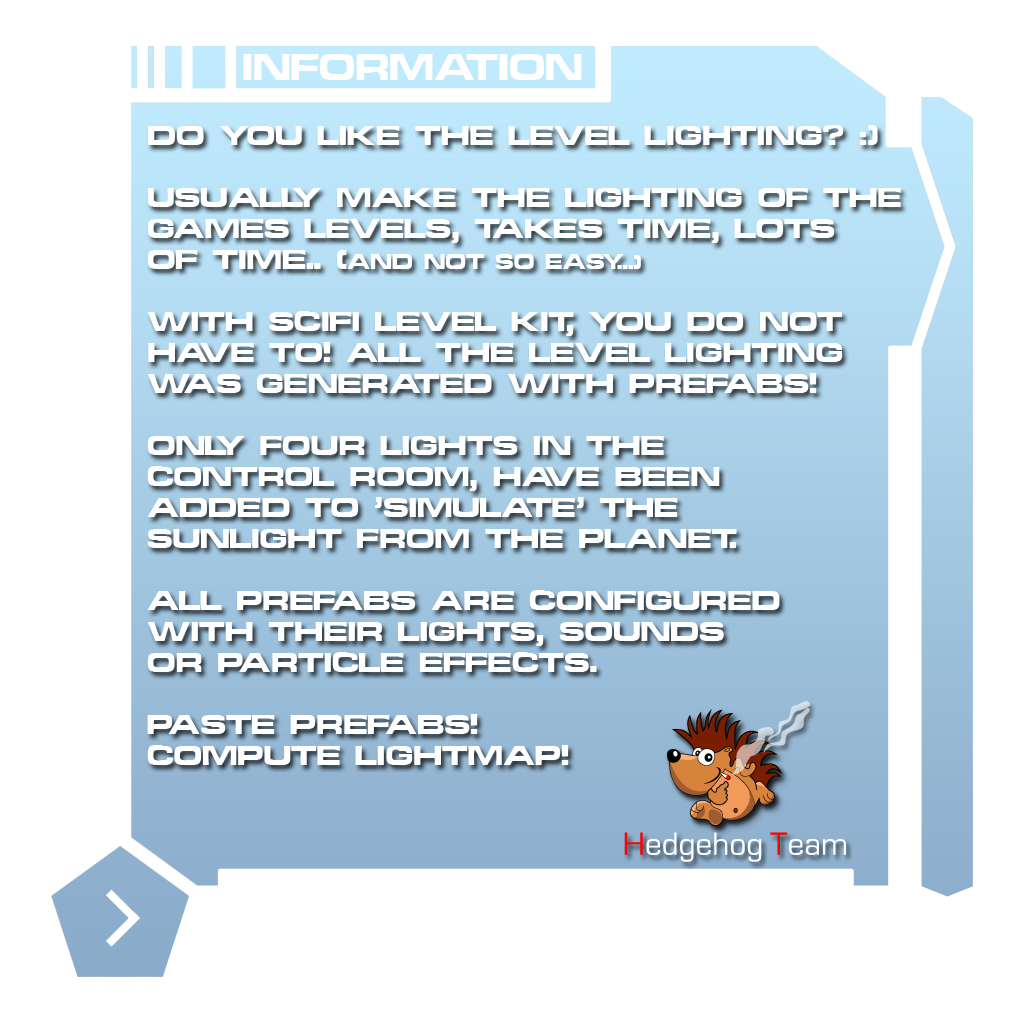 INFORMATION
DO YOU LIKE THE LEVEL LIGHTING? :)
USUALLY MAKE THE LIGHTING OF THE
GAMES LEVELS, TAKES TIME, LOTS
OF TIME.. (AND NOT SO EASY...)
WITH SCIFI LEVEL KIT, YOU DO NOT
HAVE TO! ALL THE LEVEL LIGHTING
WAS GENERATED WITH PREFABS!
ONLY FOUR LIGHTS IN THE
CONTROL ROOM, HAVE BEEN
ADDED TO 'SIMULATE' THE
SUNLIGHT FROM THE PLANET.
ALL PREFABS ARE CONFIGURED
WITH THEIR LIGHTS, SOUNDS
OR PARTICLE EFFECTS.
PASTE PREFABS!
COMPUTE LIGHTMAP!
Hedgehog Team